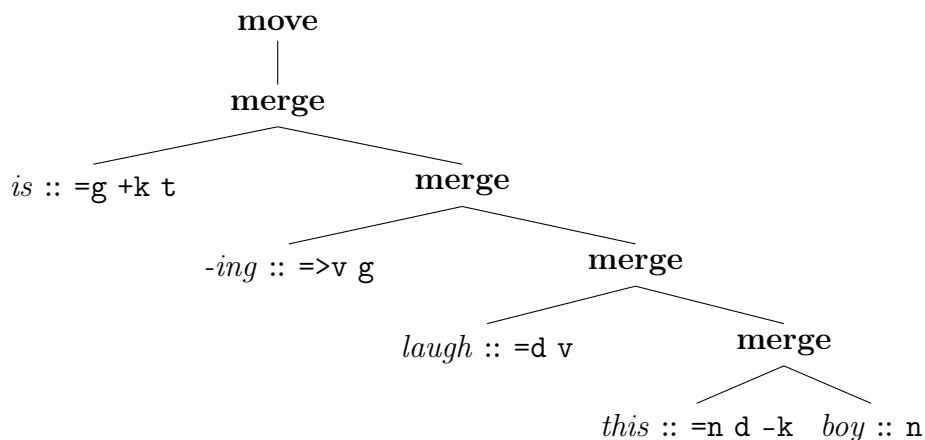 move
merge
is :: =g +k t
merge
-ing :: =>v g
merge
laugh :: =d v
merge
this :: =n d -k
boy :: n